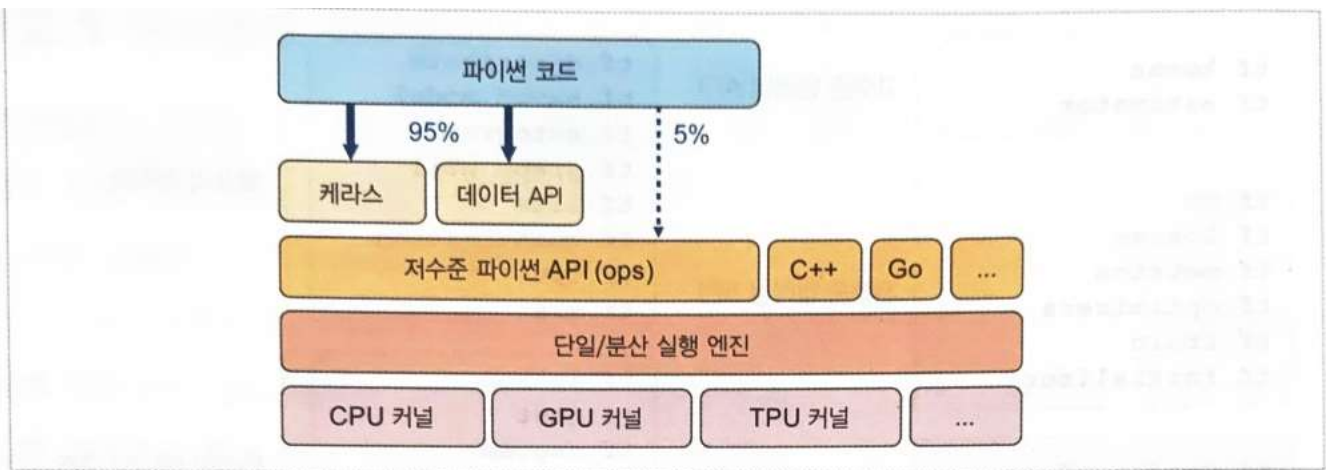 파이썬 코드
95% 5%
케라스 데이터 API
저수준 파이썬 API (ops) C++ Go ...
단일/분산 실행 엔진
CPU 커널 GPU 커널 TPU 커널 ...